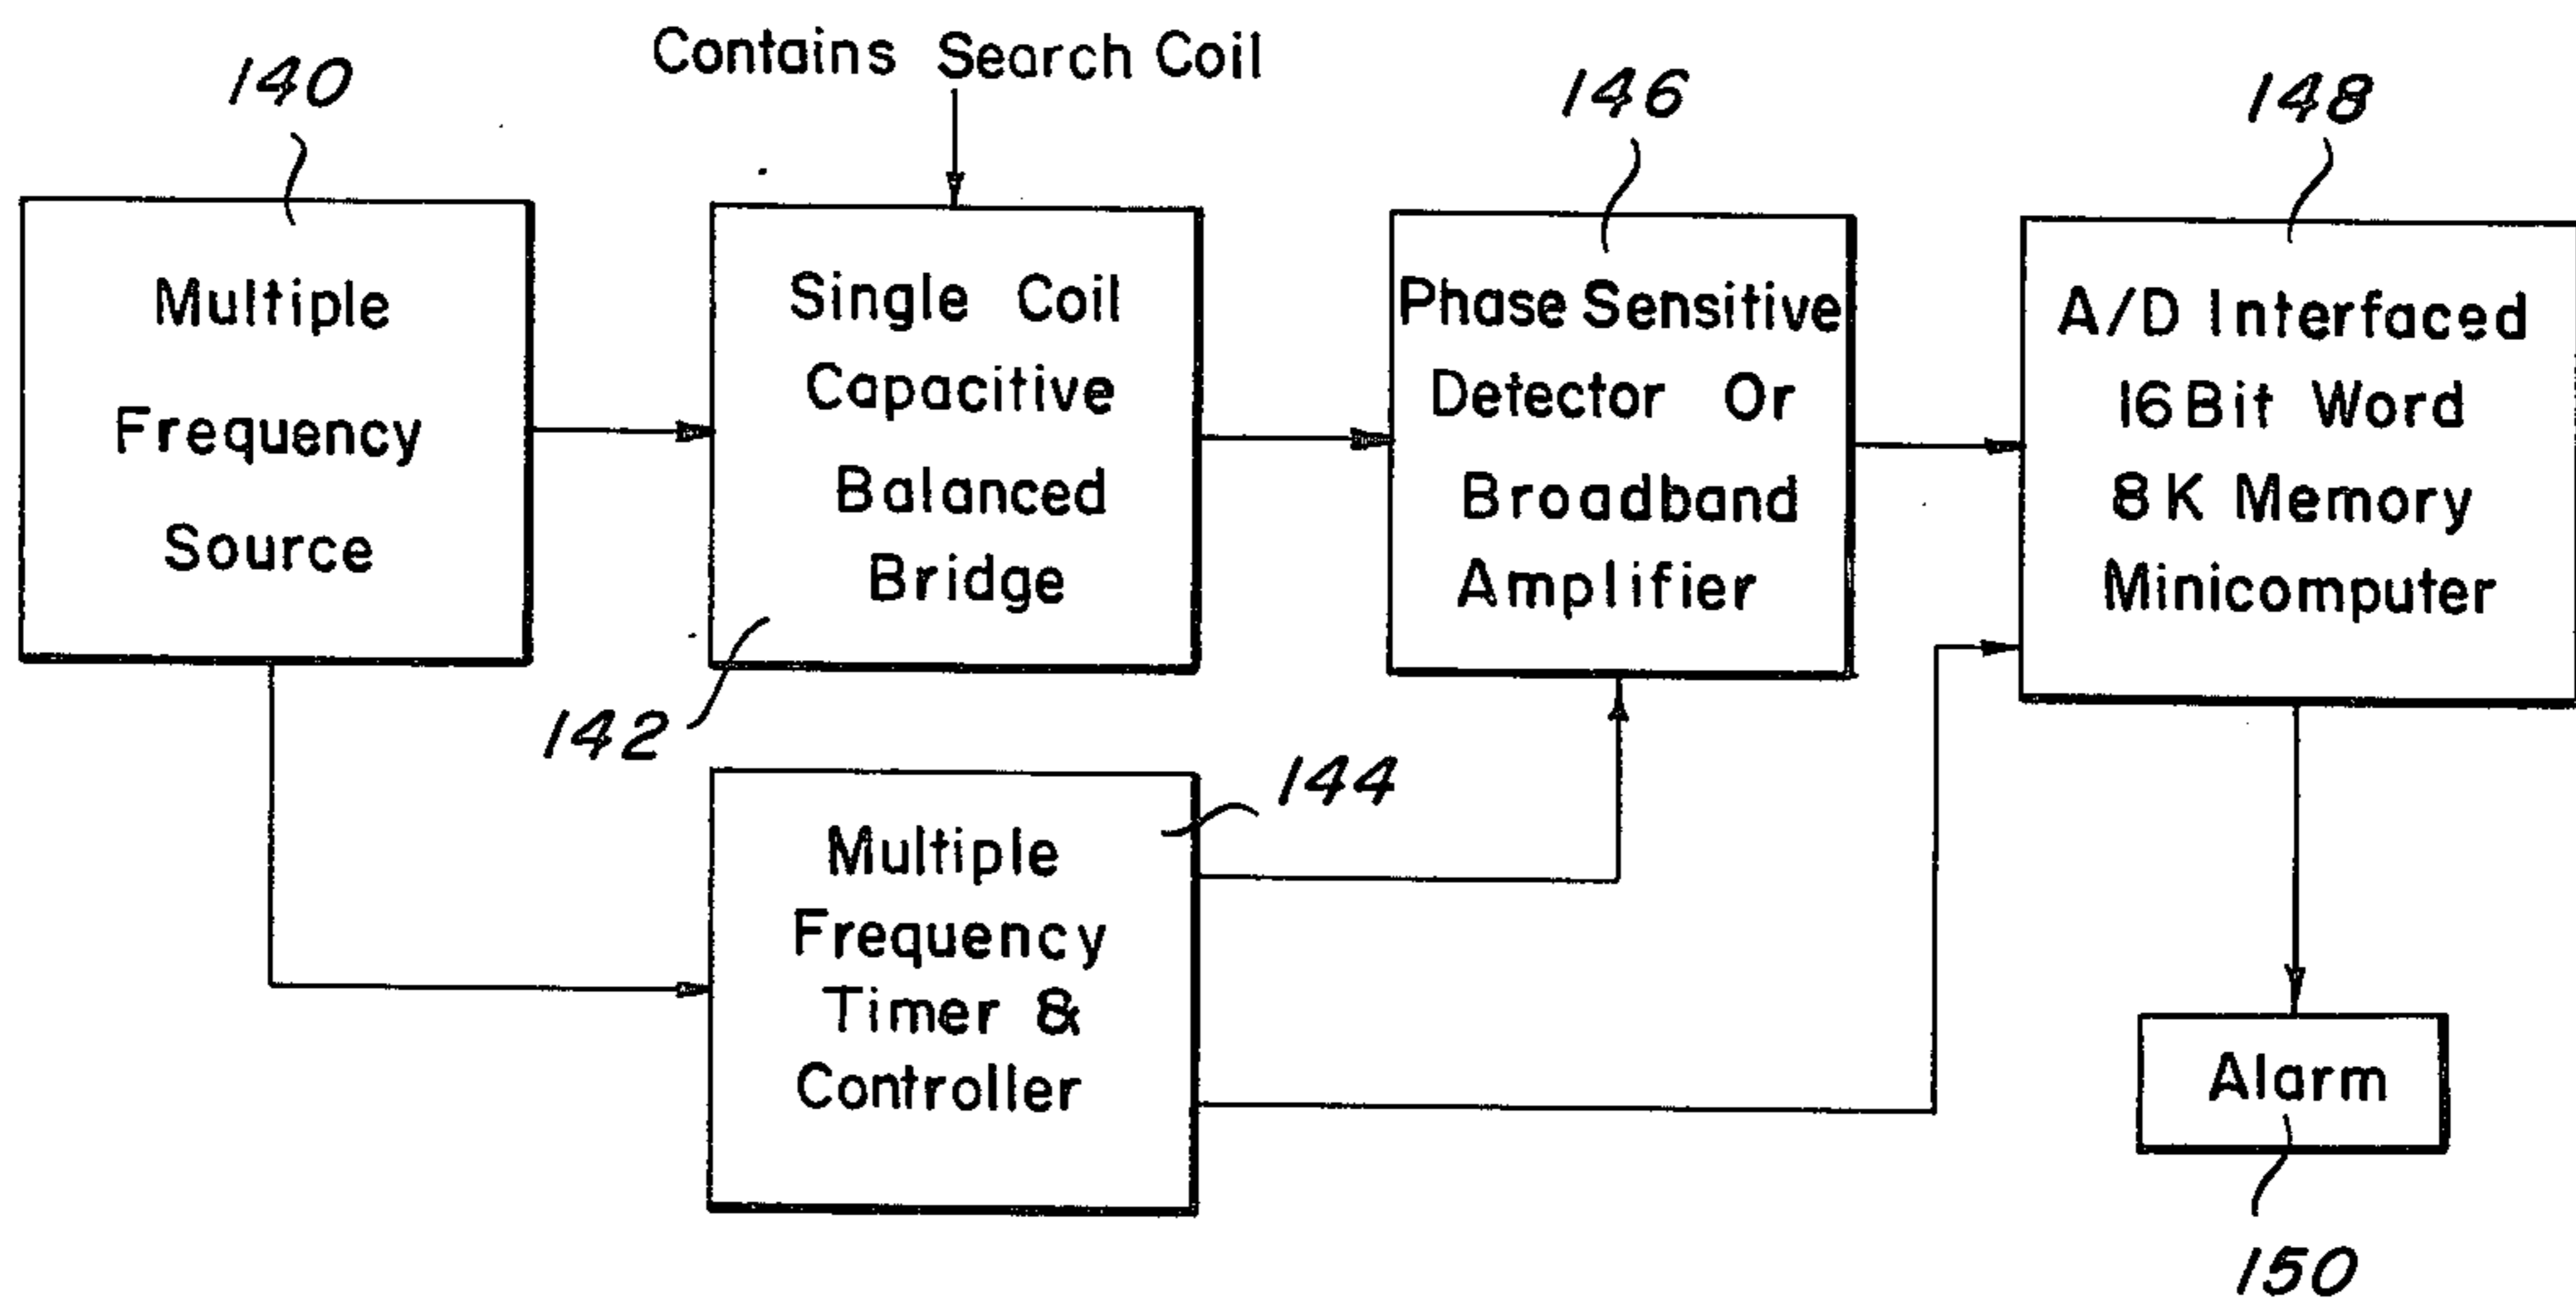 Contains Search Coil
140
146
148
Multiple
Frequency
Source
Single Coil
Capacitive
Balanced
Bridge
Phase Sensitive
Detector Or
Broadband
Amplifier
A/D Interfaced
16 Bit Word
8K Memory
Minicomputer
142
144
Multiple
Frequency
Timer &
Controller
Alarm
150